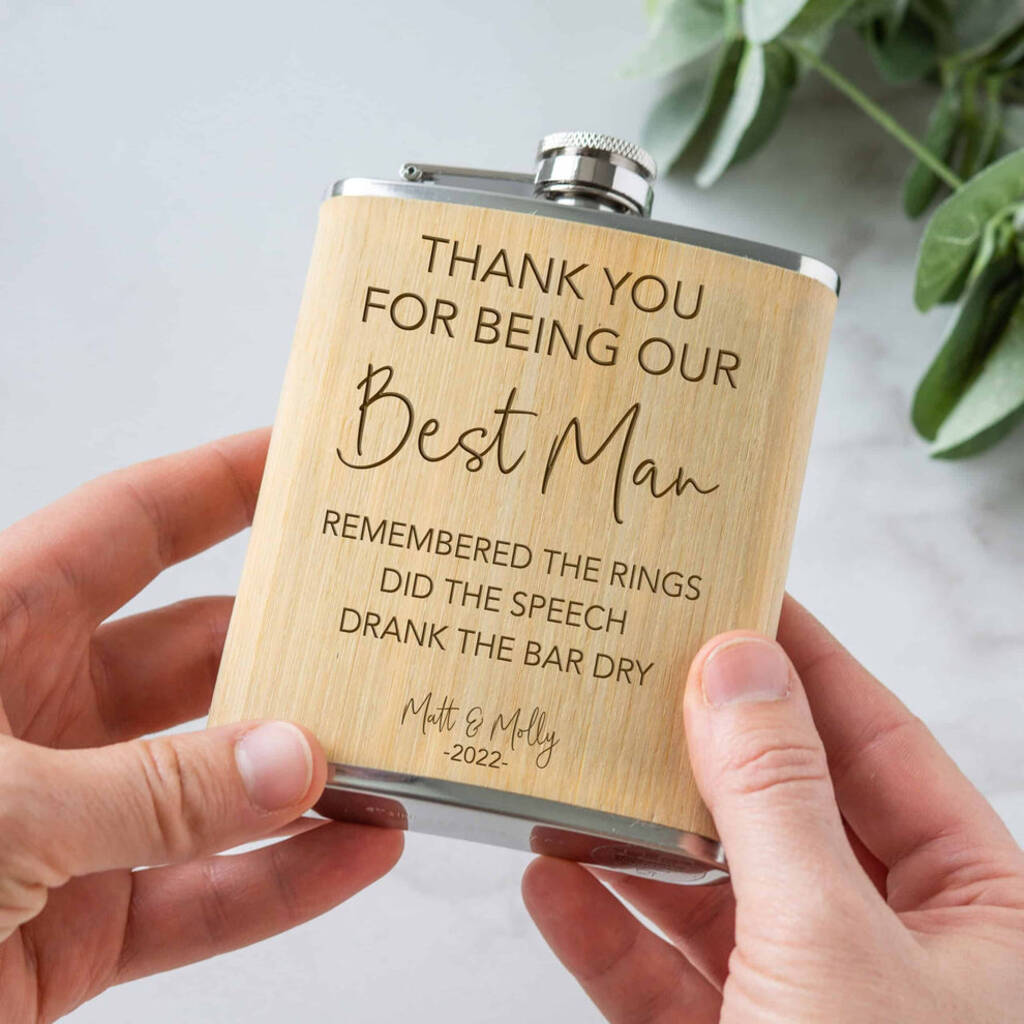 THANK YOU
FOR BEING OUR
Best Man
REMEMBERED THE RINGS
DID THE SPEECH
DRANK THE BAR DRY
Matt & Molly
-2022-